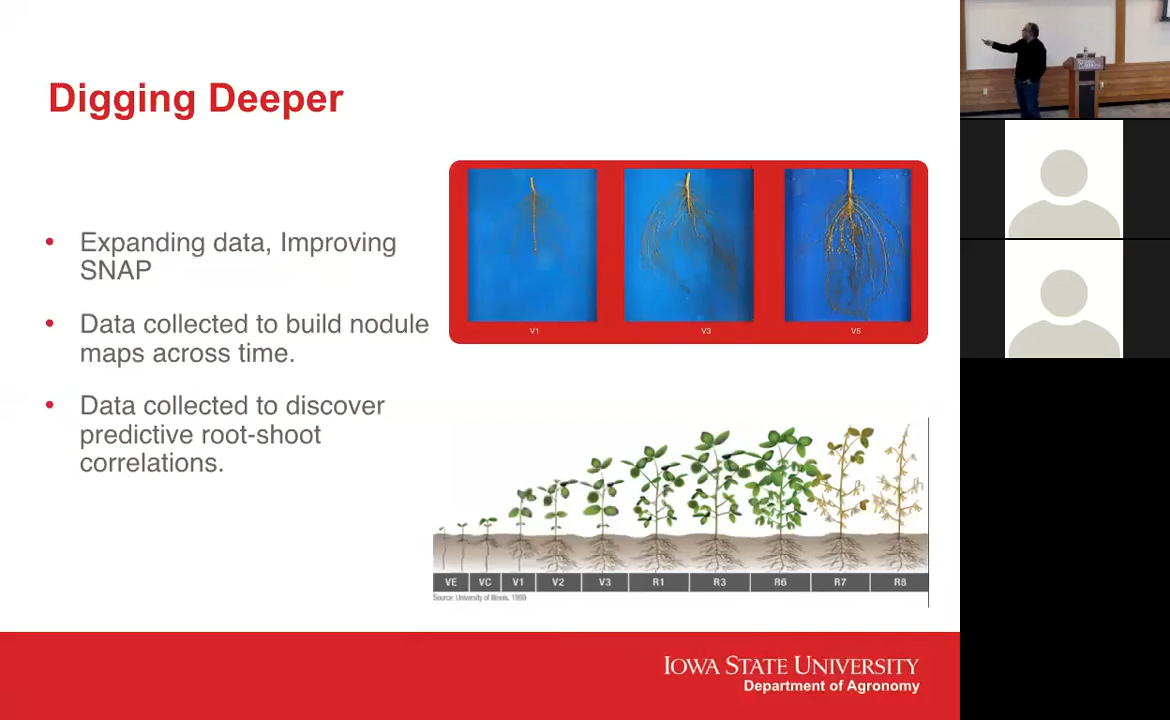 Digging Deeper
• Expanding data, Improving
SNAP
• Data collected to build nodule
maps across time.
• Data collected to discover
predictive root-shoot
correlations.
V1 V3 V5
VE VC V1 V2 V3 R1 R3 R6 R7 R8
Source: University of Illinois, 1999
IOWA STATE UNIVERSITY
Department of Agronomy